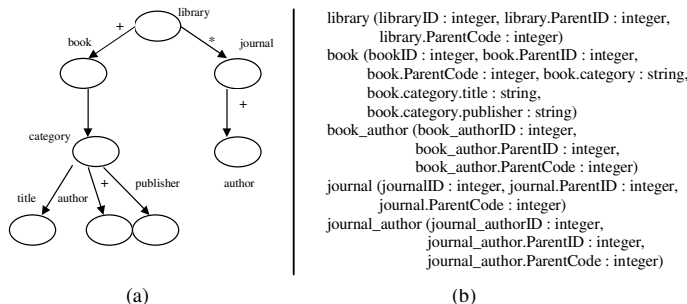 library
+
book
*
journal
+
category
title
author
+
publisher
author
(a)
library (libraryID : integer, library.ParentID : integer,
library.ParentCode : integer)
book (bookID : integer, book.ParentID : integer,
book.ParentCode : integer, book.category : string,
book.category.title : string,
book.category.publisher : string)
book_author (book_authorID : integer,
book_author.ParentID : integer,
book_author.ParentCode : integer)
journal (journalID : integer, journal.ParentID : integer,
journal.ParentCode : integer)
journal_author (journal_authorID : integer,
journal_author.ParentID : integer,
journal_author.ParentCode : integer)
(b)